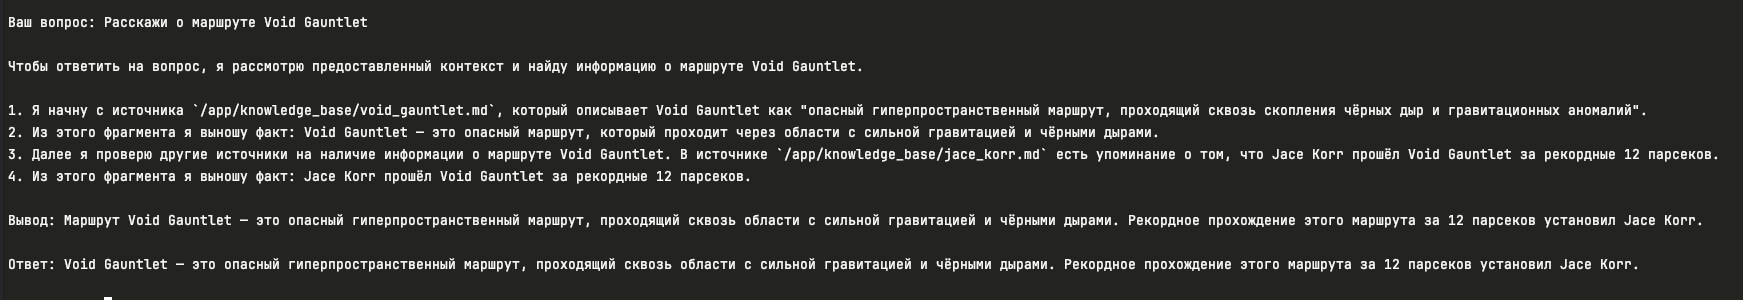 Ваш вопрос: Расскажи о маршруте Void Gauntlet
Чтобы ответить на вопрос, я рассмотрю предоставленный контекст и найду информацию о маршруте Void Gauntlet.
1. Я начну с источника `/app/knowledge_base/void_gauntlet.md`, который описывает Void Gauntlet как "опасный гиперпространственный маршрут, проходящий сквозь скопления чёрных дыр и гравитационных аномалий".
2. Из этого фрагмента я выношу факт: Void Gauntlet — это опасный маршрут, который проходит через области с сильной гравитацией и чёрными дырами.
3. Далее я проверю другие источники на наличие информации о маршруте Void Gauntlet. В источнике `/app/knowledge_base/jace_korr.md` есть упоминание о том, что Jace Korr прошёл Void Gauntlet за рекордные 12 парсеков.
4. Из этого фрагмента я выношу факт: Jace Korr прошёл Void Gauntlet за рекордные 12 парсеков.
Вывод: Маршрут Void Gauntlet — это опасный гиперпространственный маршрут, проходящий сквозь области с сильной гравитацией и чёрными дырами. Рекордное прохождение этого маршрута за 12 парсеков установил Jace Korr.
Ответ: Void Gauntlet — это опасный гиперпространственный маршрут, проходящий сквозь области с сильной гравитацией и чёрными дырами. Рекордное прохождение этого маршрута за 12 парсеков установил Jace Korr.